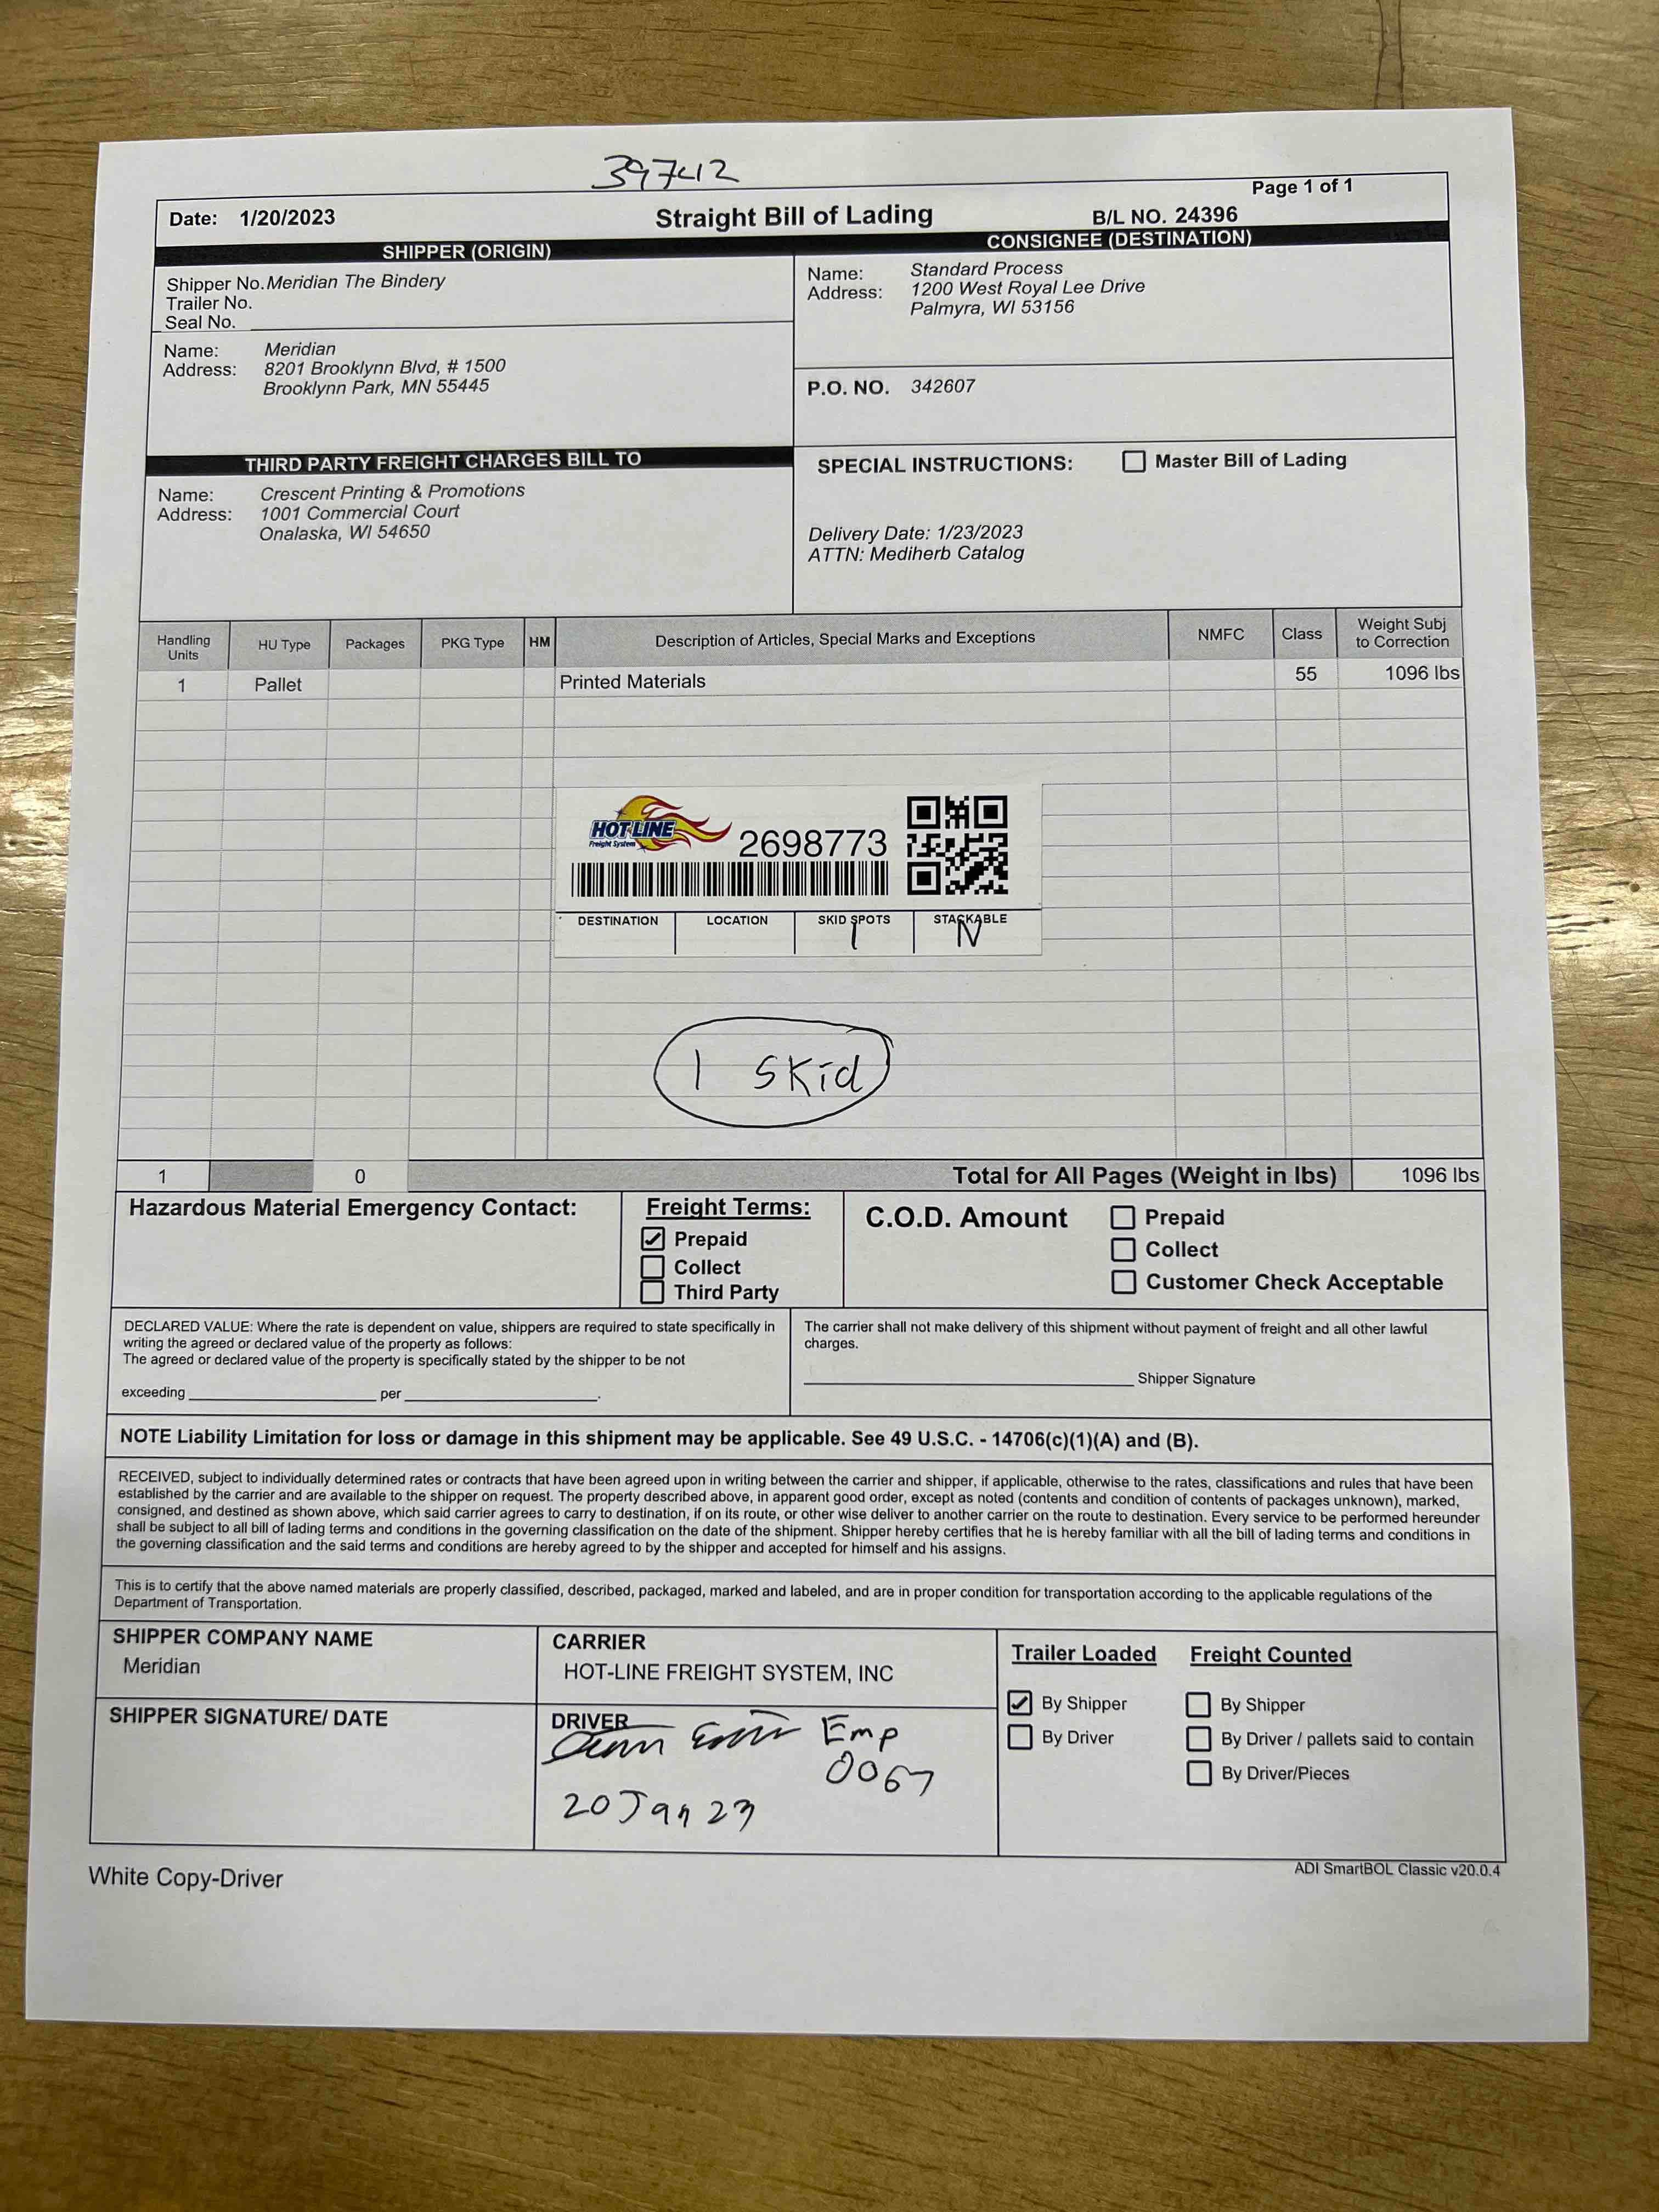 397412
Page 1 of 1
Date: 1/20/2023 Straight Bill of Lading B/L NO. 24396
SHIPPER (ORIGIN)
Shipper No. Meridian The Bindery
Trailer No.
Seal No.
Name: Meridian
Address: 8201 Brooklynn Blvd, # 1500
Brooklynn Park, MN 55445
CONSIGNEE (DESTINATION)
Name: Standard Process
Address: 1200 West Royal Lee Drive
Palmyra, WI 53156
P.O. NO. 342607
THIRD PARTY FREIGHT CHARGES BILL TO
Name: Crescent Printing & Promotions
Address: 1001 Commercial Court
Onalaska, WI 54650
SPECIAL INSTRUCTIONS: Master Bill of Lading
Delivery Date: 1/23/2023
ATTN: Mediherb Catalog
Handling Units HU Type Packages PKG Type HM Description of Articles, Special Marks and Exceptions NMFC Class Weight Subj to Correction
1 Pallet Printed Materials 55 1096 lbs
HOT-LINE
Freight System
2698773
DESTINATION LOCATION SKID SPOTS STACKABLE
1 N
1 Skid
1 0 Total for All Pages (Weight in lbs) 1096 lbs
Hazardous Material Emergency Contact:
Freight Terms:
Prepaid
Collect
Third Party
C.O.D. Amount
Prepaid
Collect
Customer Check Acceptable
DECLARED VALUE: Where the rate is dependent on value, shippers are required to state specifically in
writing the agreed or declared value of the property as follows:
The agreed or declared value of the property is specifically stated by the shipper to be not
exceeding per .
The carrier shall not make delivery of this shipment without payment of freight and all other lawful
charges.
Shipper Signature
NOTE Liability Limitation for loss or damage in this shipment may be applicable. See 49 U.S.C. - 14706(c)(1)(A) and (B).
RECEIVED, subject to individually determined rates or contracts that have been agreed upon in writing between the carrier and shipper, if applicable, otherwise to the rates, classifications and rules that have been
established by the carrier and are available to the shipper on request. The property described above, in apparent good order, except as noted (contents and condition of contents of packages unknown), marked,
consigned, and destined as shown above, which said carrier agrees to carry to destination, if on its route, or other wise deliver to another carrier on the route to destination. Every service to be performed hereunder
shall be subject to all bill of lading terms and conditions in the governing classification on the date of the shipment. Shipper hereby certifies that he is hereby familiar with all the bill of lading terms and conditions in
the governing classification and the said terms and conditions are hereby agreed to by the shipper and accepted for himself and his assigns.
This is to certify that the above named materials are properly classified, described, packaged, marked and labeled, and are in proper condition for transportation according to the applicable regulations of the
Department of Transportation.
SHIPPER COMPANY NAME
Meridian
SHIPPER SIGNATURE/ DATE
CARRIER
HOT-LINE FREIGHT SYSTEM, INC
DRIVER
Emp
0067
20 Jan 23
Trailer Loaded
By Shipper
By Driver
Freight Counted
By Shipper
By Driver / pallets said to contain
By Driver/Pieces
White Copy-Driver
ADI SmartBOL Classic v20.0.4